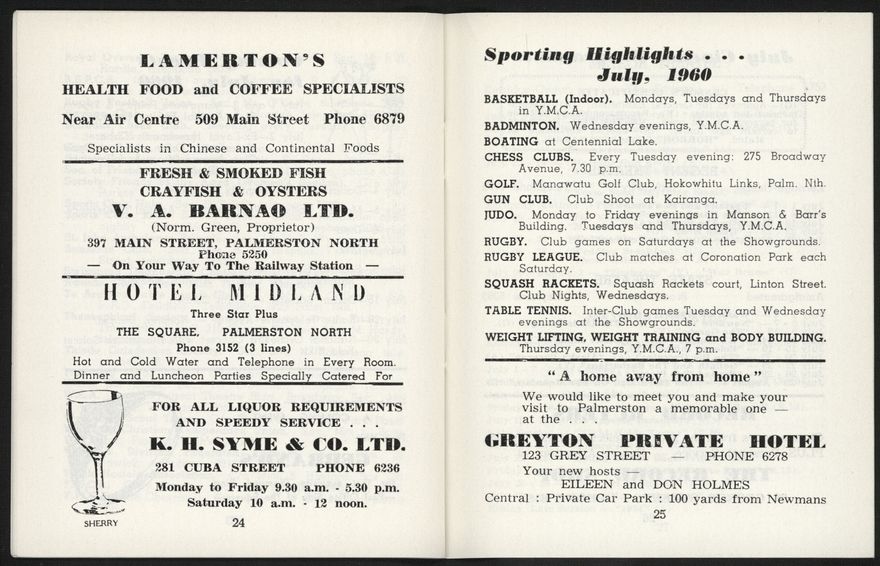 LAMERTON'S
HEALTH FOOD and COFFEE SPECIALISTS
Near Air Centre 509 Main Street Phone 6879
Specialists in Chinese and Continental Foods
FRESH & SMOKED FISH
CRAYFISH & OYSTERS
V. A. BARNAO LTD.
(Norm. Green, Proprietor)
397 MAIN STREET, PALMERSTON NORTH
Phone 5250
— On Your Way To The Railway Station —
HOTEL MIDLAND
Three Star Plus
THE SQUARE, PALMERSTON NORTH
Phone 3152 (3 lines)
Hot and Cold Water and Telephone in Every Room.
Dinner and Luncheon Parties Specially Catered For
FOR ALL LIQUOR REQUIREMENTS
AND SPEEDY SERVICE . . .
K. H. SYME & CO. LTD.
281 CUBA STREET PHONE 6236
Monday to Friday 9.30 a.m. - 5.30 p.m.
Saturday 10 a.m. - 12 noon.
SHERRY
24
Sporting Highlights . . .
July, 1960
BASKETBALL (Indoor). Mondays, Tuesdays and Thursdays
in Y.M.C.A.
BADMINTON. Wednesday evenings, Y.M.C.A.
BOATING at Centennial Lake.
CHESS CLUBS. Every Tuesday evening: 275 Broadway
Avenue, 7.30 p.m.
GOLF. Manawatu Golf Club, Hokowhitu Links, Palm. Nth.
GUN CLUB. Club Shoot at Kairanga.
JUDO. Monday to Friday evenings in Manson & Barr's
Building. Tuesdays and Thursdays, Y.M.C.A.
RUGBY. Club games on Saturdays at the Showgrounds.
RUGBY LEAGUE. Club matches at Coronation Park each
Saturday.
SQUASH RACKETS. Squash Rackets court, Linton Street.
Club Nights, Wednesdays.
TABLE TENNIS. Inter-Club games Tuesday and Wednesday
evenings at the Showgrounds.
WEIGHT LIFTING, WEIGHT TRAINING and BODY BUILDING.
Thursday evenings, Y.M.C.A., 7 p.m.
"A home away from home"
We would like to meet you and make your
visit to Palmerston a memorable one —
at the . . .
GREYTON PRIVATE HOTEL
123 GREY STREET — PHONE 6278
Your new hosts —
EILEEN and DON HOLMES
Central : Private Car Park : 100 yards from Newmans
25